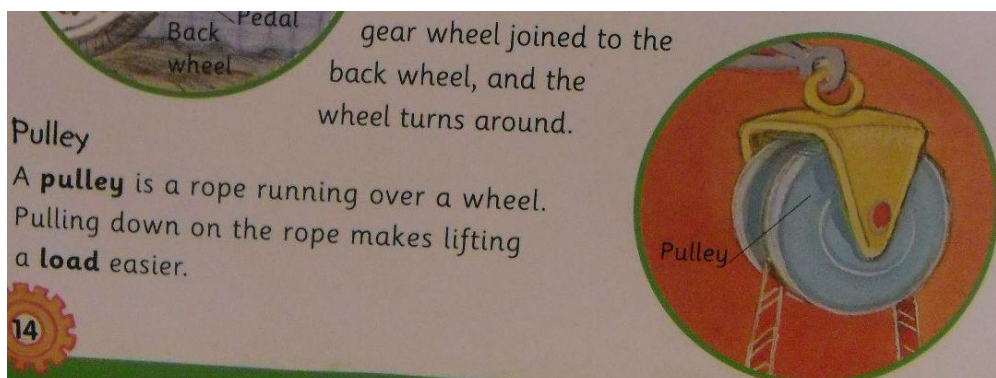 Pedal
Back
wheel
gear wheel joined to the
back wheel, and the
wheel turns around.
Pulley
A pulley is a rope running over a wheel.
Pulling down on the rope makes lifting
a load easier.
Pulley
14